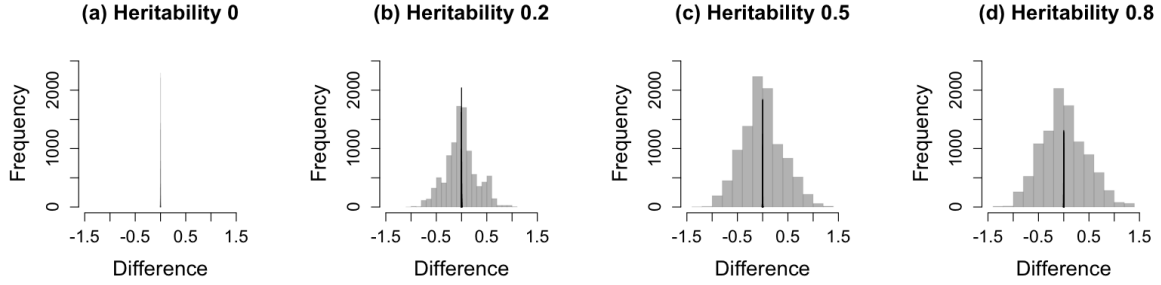 (a) Heritability 0
Frequency
0 1000 2000
-1.5 -0.5 0.5 1.5
Difference
(b) Heritability 0.2
Frequency
0 1000 2000
-1.5 -0.5 0.5 1.5
Difference
(c) Heritability 0.5
Frequency
0 1000 2000
-1.5 -0.5 0.5 1.5
Difference
(d) Heritability 0.8
Frequency
0 1000 2000
-1.5 -0.5 0.5 1.5
Difference